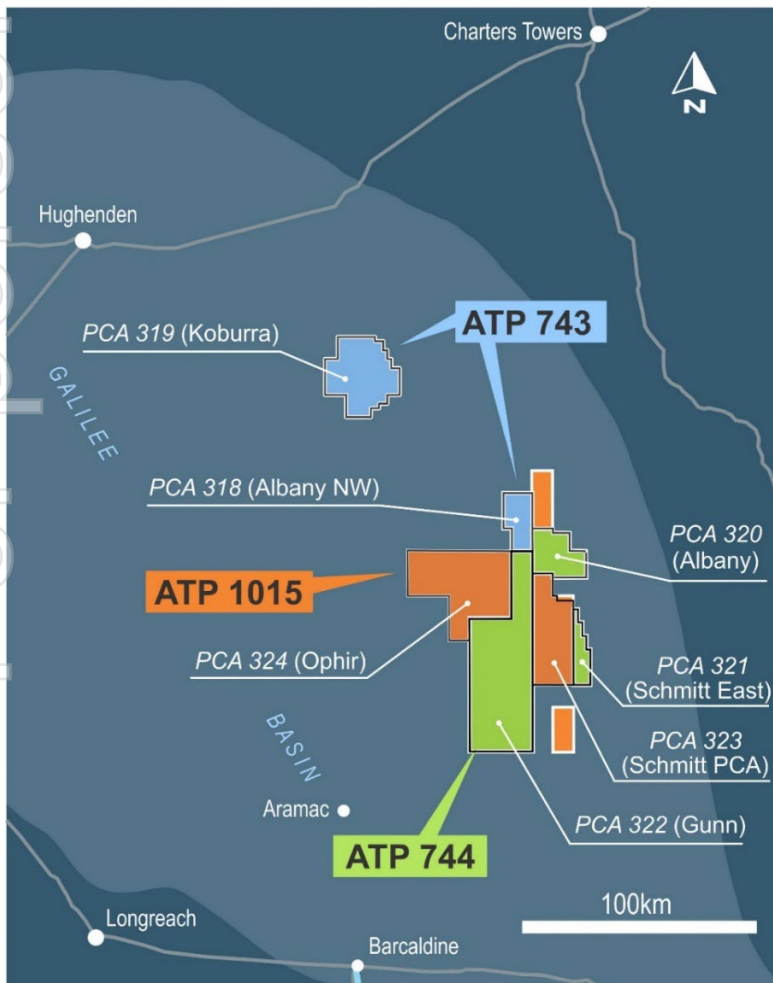 Charters Towers
N
Hughenden
ATP 743
PCA 319 (Koburra)
GALILEE
PCA 318 (Albany NW)
PCA 320
(Albany)
ATP 1015
PCA 324 (Ophir)
PCA 321
(Schmitt East)
BASIN
PCA 323
(Schmitt PCA)
Aramac
PCA 322 (Gunn)
ATP 744
100km
Longreach
Barcaldine